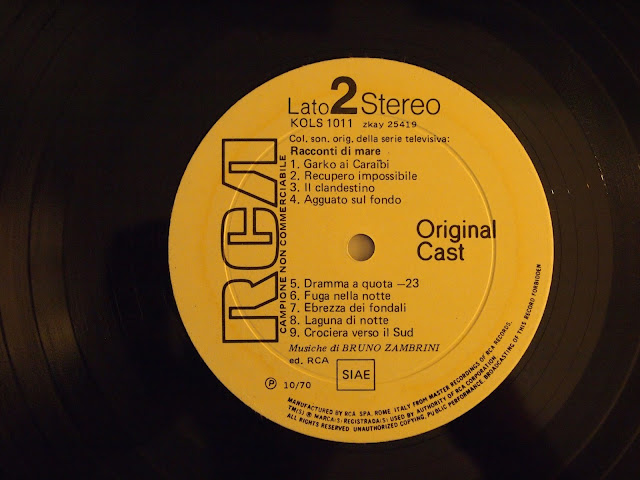 Lato 2 Stereo
KOLS 1011 zkay 25419
Col. son. orig. della serie televisiva:
Racconti di mare
1. Garko ai Caraîbi
2. Recupero impossibile
3. Il clandestino
4. Agguato sul fondo
RCA
CAMPIONE NON COMMERCIABILE
Original
Cast
5. Dramma a quota —23
6. Fuga nella notte
7. Ebrezza dei fondali
8. Laguna di notte
9. Crociera verso il Sud
Musiche di BRUNO ZAMBRINI
ed. RCA
SIAE
Ⓟ 10/70
MANUFACTURED BY RCA SPA, ROME ITALY FROM MASTER RECORDINGS OF RCA RECORDS.
TM(S) ® MARCA(S) REGISTRADA(S) USED BY AUTHORITY OF RCA CORPORATION
ALL RIGHTS RESERVED UNAUTHORIZED COPYING, PUBLIC PERFORMANCE, BROADCASTING OF THIS RECORD FORBIDDEN